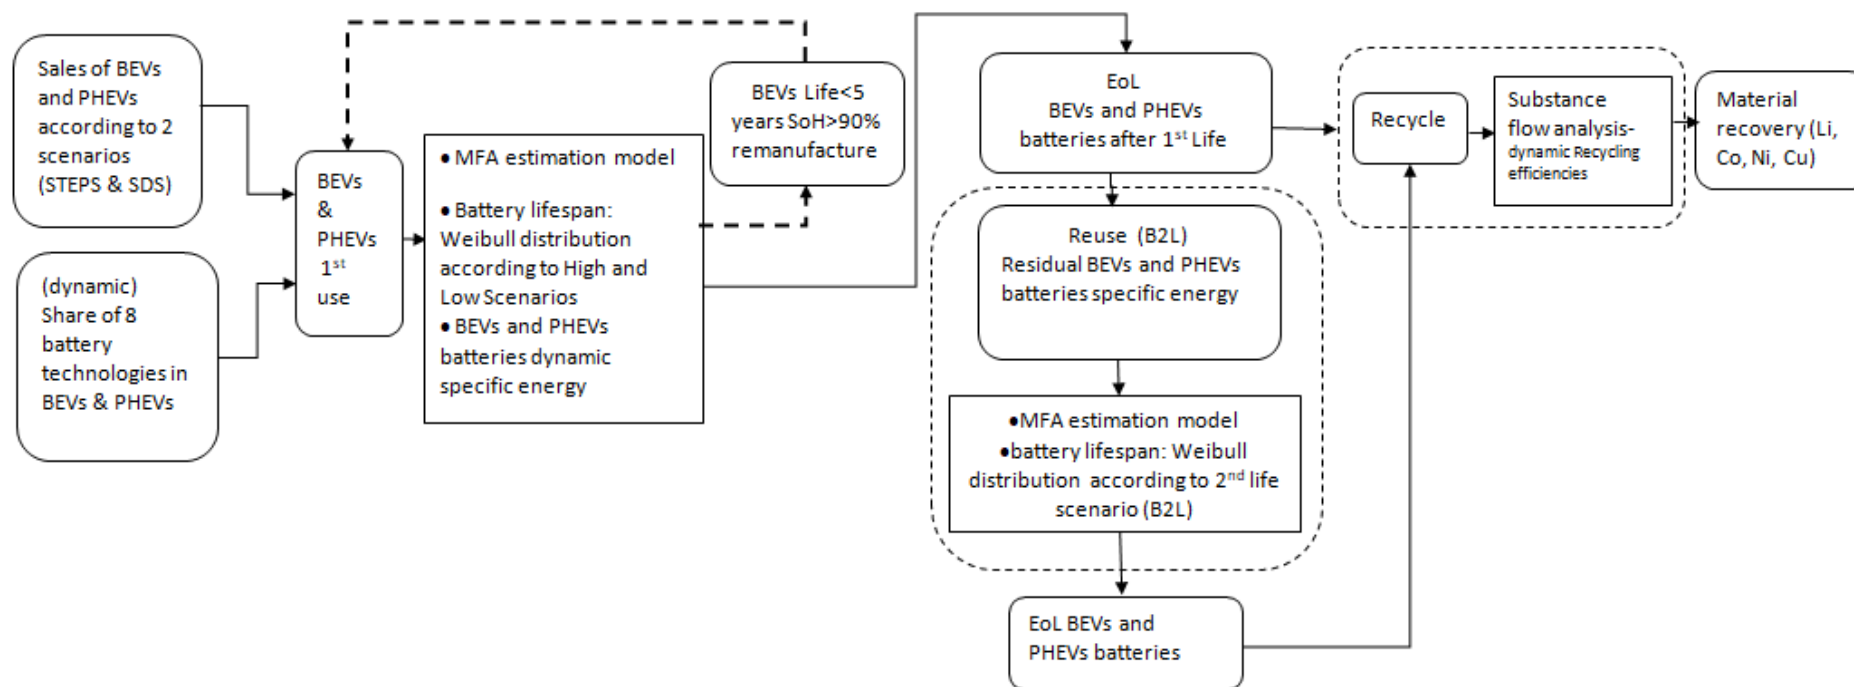 Sales of BEVs
and PHEVs
according to 2
scenarios
(STEPS & SDS)
(dynamic)
Share of 8
battery
technologies in
BEVs & PHEVs
BEVs
&
PHEVs
1st
use
• MFA estimation model
• Battery lifespan:
Weibull distribution
according to High and
Low Scenarios
• BEVs and PHEVs
batteries dynamic
specific energy
BEVs Life<5
years SoH>90%
remanufacture
EoL
BEVs and PHEVs
batteries after 1st Life
Reuse (B2L)
Residual BEVs and PHEVs
batteries specific energy
•MFA estimation model
•battery lifespan: Weibull
distribution according to 2nd life
scenario (B2L)
EoL BEVs and
PHEVs batteries
Recycle
Substance
flow analysis-
dynamic Recycling
efficiencies
Material
recovery (Li,
Co, Ni, Cu)